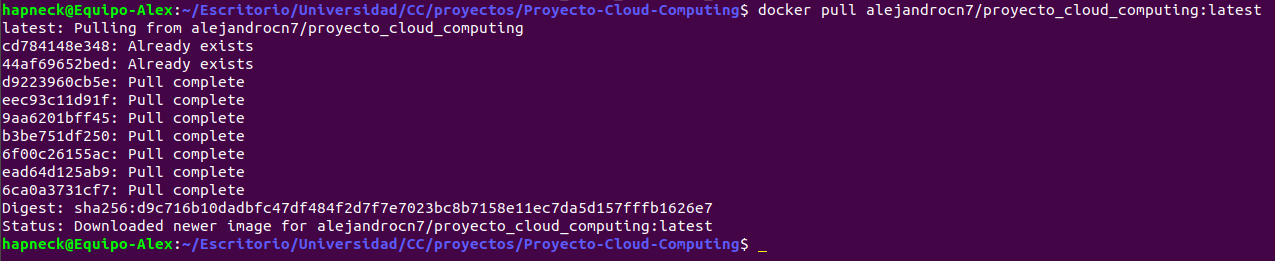 hapneck@Equipo-Alex:~/Escritorio/Universidad/CC/proyectos/Proyecto-Cloud-Computing$ docker pull alejandrocn7/proyecto_cloud_computing:latest
latest: Pulling from alejandrocn7/proyecto_cloud_computing
cd784148e348: Already exists
44af69652bed: Already exists
d9223960cb5e: Pull complete
eec93c11d91f: Pull complete
9aa6201bff45: Pull complete
b3be751df250: Pull complete
6f00c26155ac: Pull complete
ead64d125ab9: Pull complete
6ca0a3731cf7: Pull complete
Digest: sha256:d9c716b10dadbfc47df484f2d7f7e7023bc8b7158e11ec7da5d157fffb1626e7
Status: Downloaded newer image for alejandrocn7/proyecto_cloud_computing:latest
hapneck@Equipo-Alex:~/Escritorio/Universidad/CC/proyectos/Proyecto-Cloud-Computing$ _